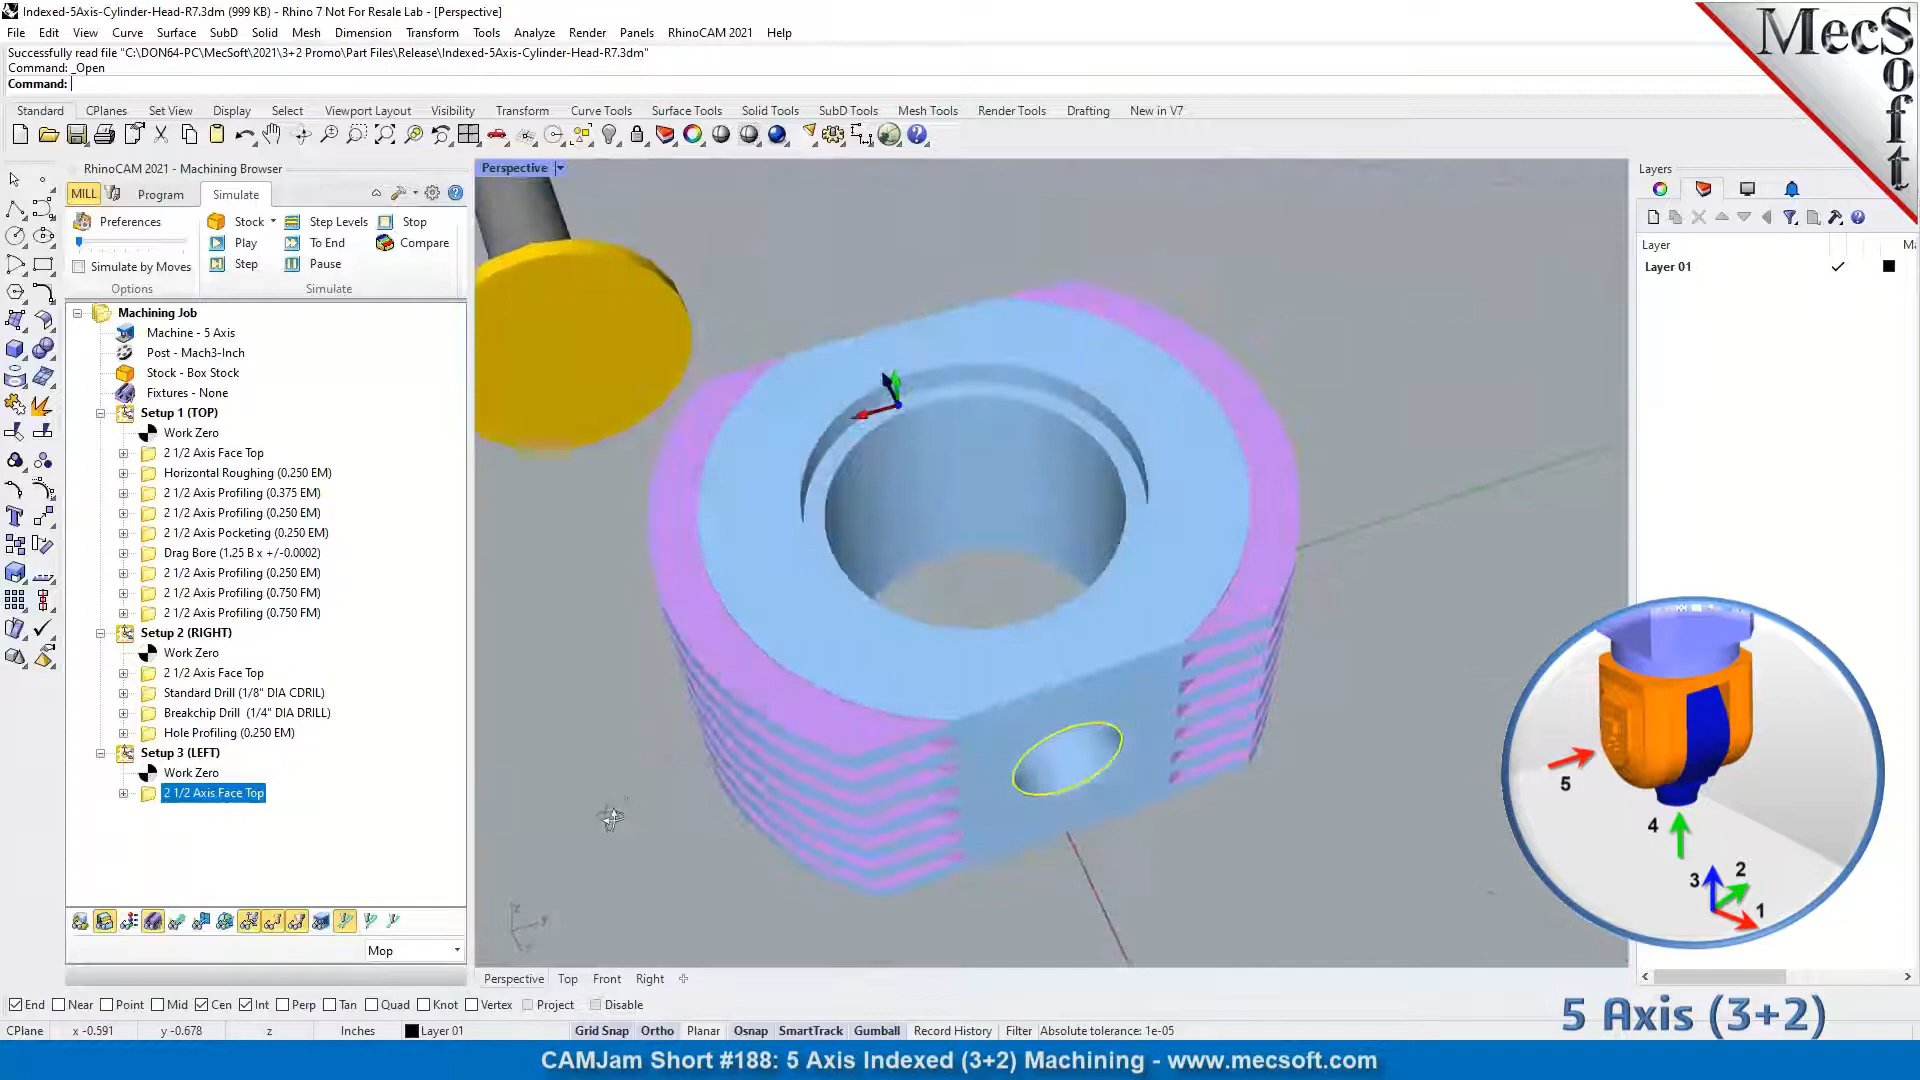 Indexed-5Axis-Cylinder-Head-R7.3dm (999 KB) - Rhino 7 Not For Resale Lab - [Perspective]
File Edit View Curve Surface SubD Solid Mesh Dimension Transform Tools Analyze Render Panels RhinoCAM 2021 Help
Successfully read file "C:\DON64-PC\MecSoft\2021\3+2 Promo\Part Files\Release\Indexed-5Axis-Cylinder-Head-R7.3dm"
Command: _Open
Command:
Standard CPlanes Set View Display Select Viewport Layout Visibility Transform Curve Tools Surface Tools Solid Tools SubD Tools Mesh Tools Render Tools Drafting New in V7
MecSoft
RhinoCAM 2021 - Machining Browser
MILL Program Simulate
Preferences Stock Step Levels Stop
Play To End Compare
Simulate by Moves Step Pause
Options Simulate
Machining Job
Machine - 5 Axis
Post - Mach3-Inch
Stock - Box Stock
Fixtures - None
Setup 1 (TOP)
Work Zero
2 1/2 Axis Face Top
Horizontal Roughing (0.250 EM)
2 1/2 Axis Profiling (0.375 EM)
2 1/2 Axis Profiling (0.250 EM)
2 1/2 Axis Pocketing (0.250 EM)
Drag Bore (1.25 B x +/-0.0002)
2 1/2 Axis Profiling (0.250 EM)
2 1/2 Axis Profiling (0.750 FM)
2 1/2 Axis Profiling (0.750 FM)
Setup 2 (RIGHT)
Work Zero
2 1/2 Axis Face Top
Standard Drill (1/8" DIA CDRIL)
Breakchip Drill (1/4" DIA DRILL)
Hole Profiling (0.250 EM)
Setup 3 (LEFT)
Work Zero
2 1/2 Axis Face Top
Mop
Perspective
Layers
Layer Ma
Layer 01
5
4
3 2
1
5 Axis (3+2)
Perspective Top Front Right
End Near Point Mid Cen Int Perp Tan Quad Knot Vertex Project Disable
CPlane x -0.591 y -0.678 z Inches Layer 01 Grid Snap Ortho Planar Osnap SmartTrack Gumball Record History Filter Absolute tolerance: 1e-05
CAMJam Short #188: 5 Axis Indexed (3+2) Machining - www.mecsoft.com